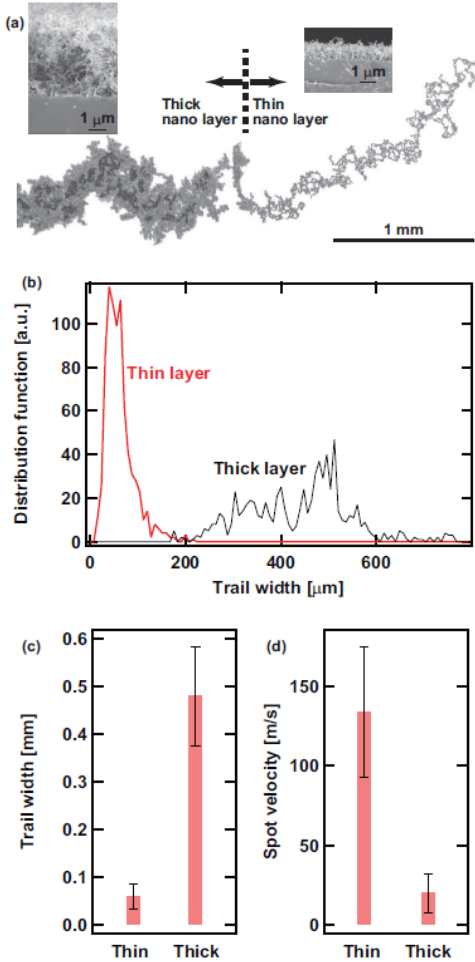 (a)
1 μm
1 μm
Thick
nano layer
Thin
nano layer
1 mm
(b)
Distribution function [a.u.]
100
80
60
40
20
0
Thin layer
Thick layer
0
200
400
600
Trail width [μm]
(c)
Trail width [mm]
0.6
0.5
0.4
0.3
0.2
0.1
0.0
Thin
Thick
(d)
Spot velocity [m/s]
150
100
50
0
Thin
Thick